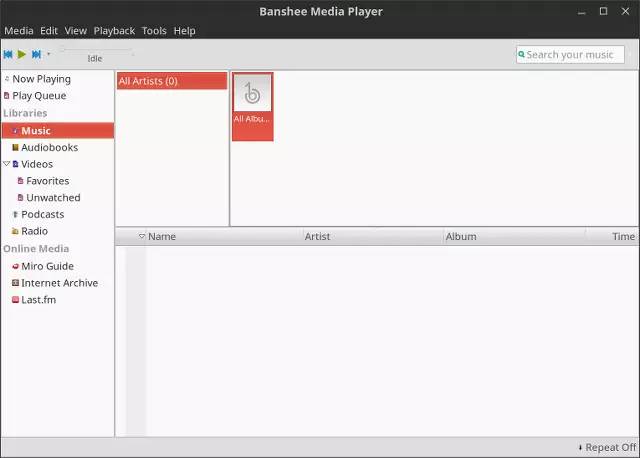 Banshee Media Player
Media Edit View Playback Tools Help
Idle
Search your music
Now Playing
Play Queue
Libraries
Music
Audiobooks
Videos
Favorites
Unwatched
Podcasts
Radio
Online Media
Miro Guide
Internet Archive
Last.fm
All Artists (0)
All Albu...
Name Artist Album Time
Repeat Off